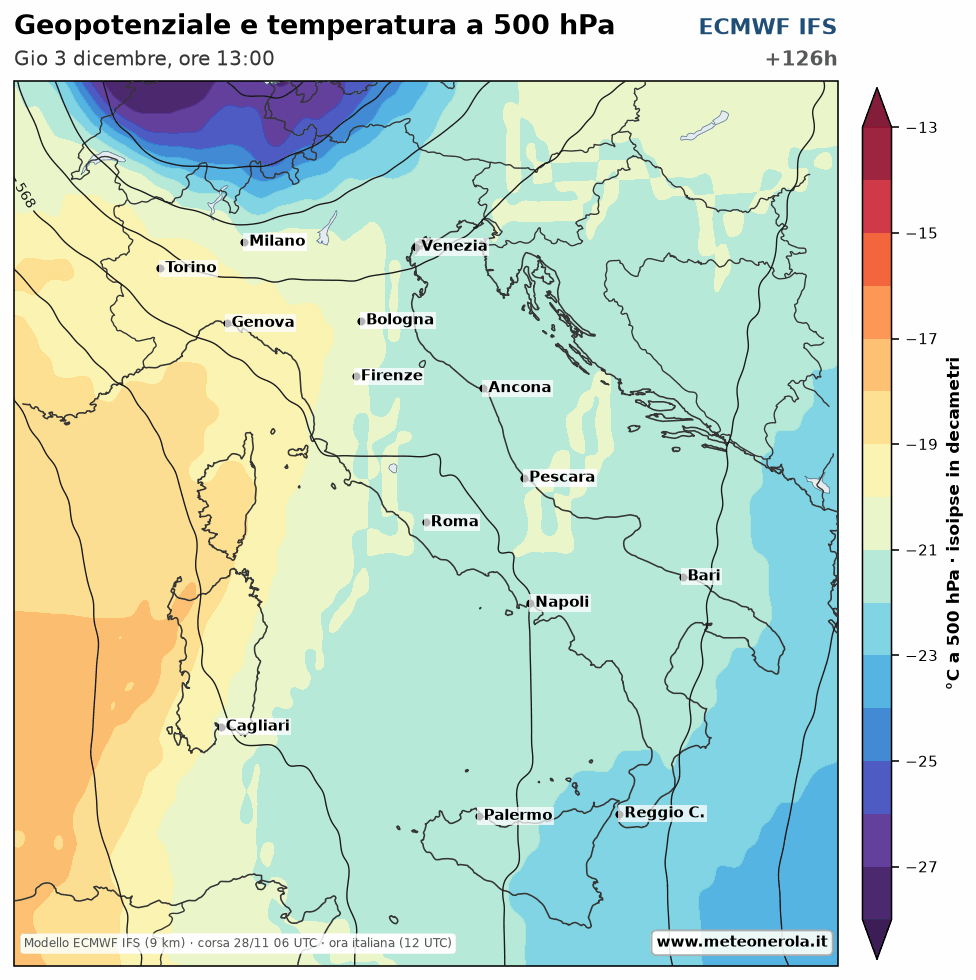 Geopotenziale e temperatura a 500 hPa
ECMWF IFS
Gio 3 dicembre, ore 13:00
+126h
568
Milano
Venezia
Torino
Genova
Bologna
Firenze
Ancona
Pescara
Roma
Bari
Napoli
Cagliari
Palermo
Reggio C.
−13
−15
−17
−19
−21
−23
−25
−27
°C a 500 hPa · isoipse in decametri
Modello ECMWF IFS (9 km) · corsa 28/11 06 UTC · ora italiana (12 UTC)
www.meteonerola.it